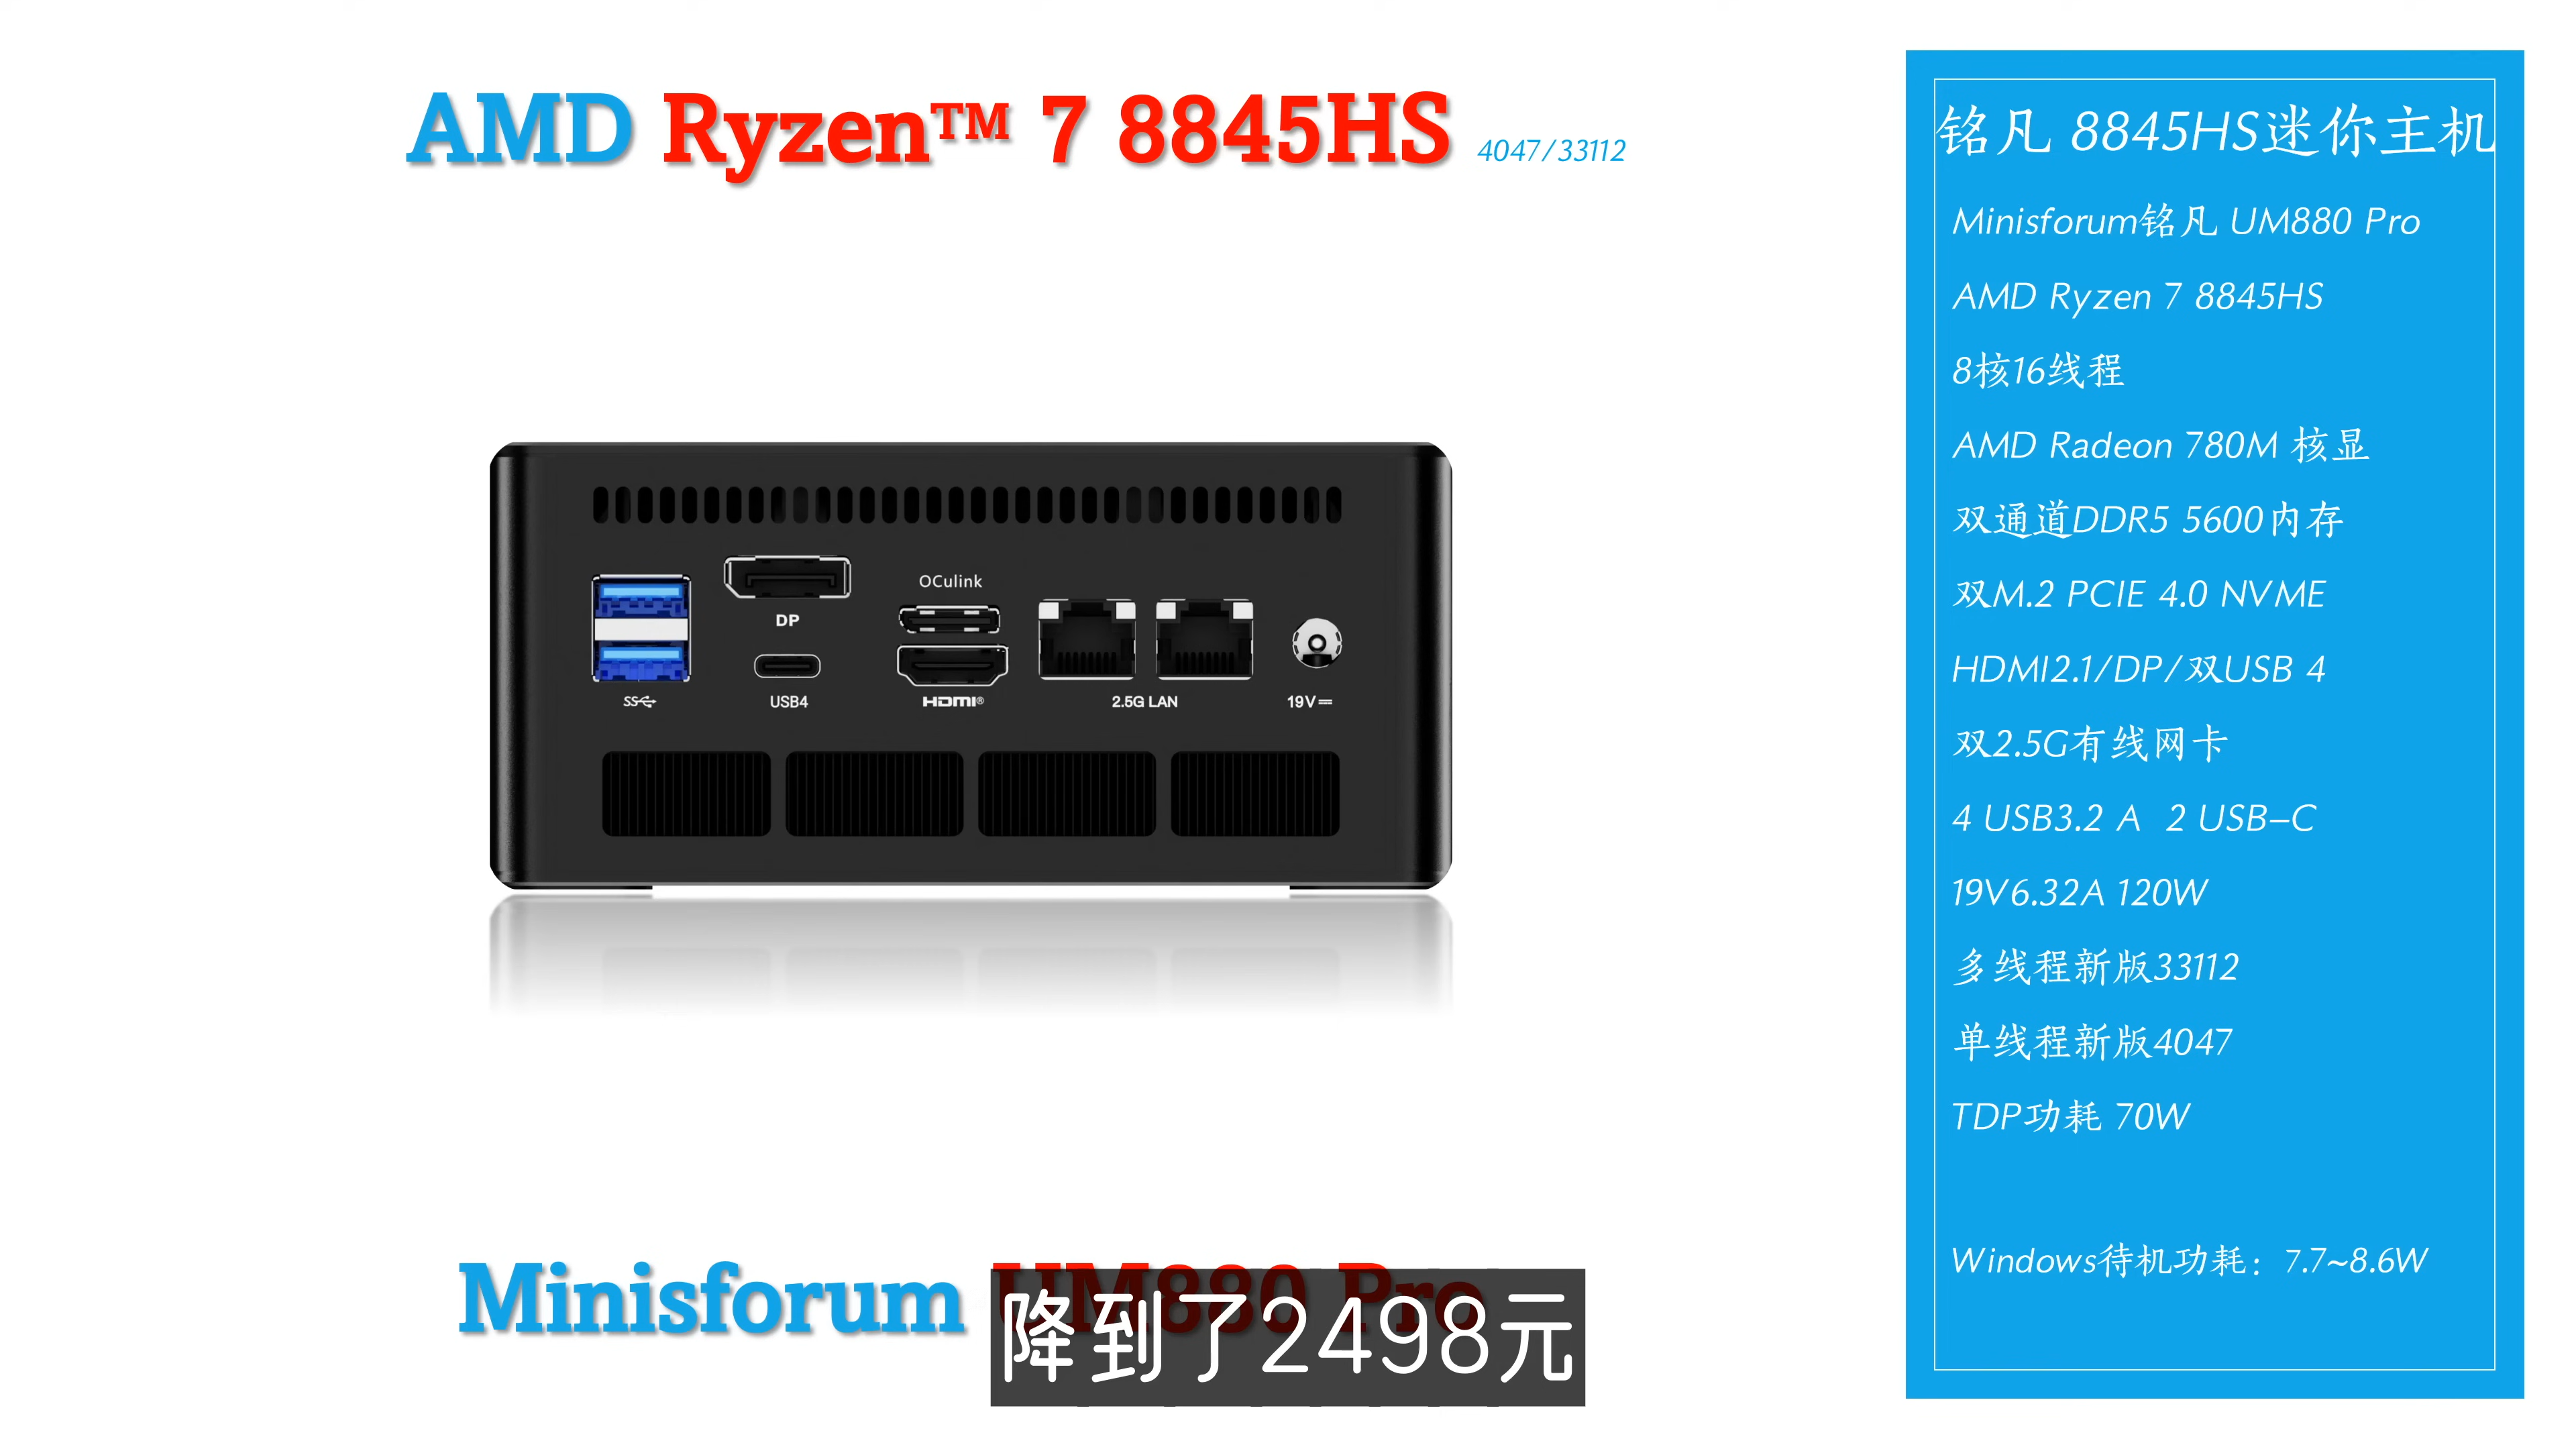 AMD Ryzen™ 7 8845HS 4047/33112
OCulink
DP
SS
USB4
HDMI®
2.5G LAN
19V
Minisforum UM880 Pro
降到了2498元
铭凡 8845HS迷你主机
Minisforum铭凡 UM880 Pro
AMD Ryzen 7 8845HS
8核16线程
AMD Radeon 780M 核显
双通道DDR5 5600内存
双M.2 PCIE 4.0 NVME
HDMI2.1/DP/双USB 4
双2.5G有线网卡
4 USB3.2 A  2 USB-C
19V6.32A 120W
多线程新版33112
单线程新版4047
TDP功耗 70W
Windows待机功耗：7.7~8.6W